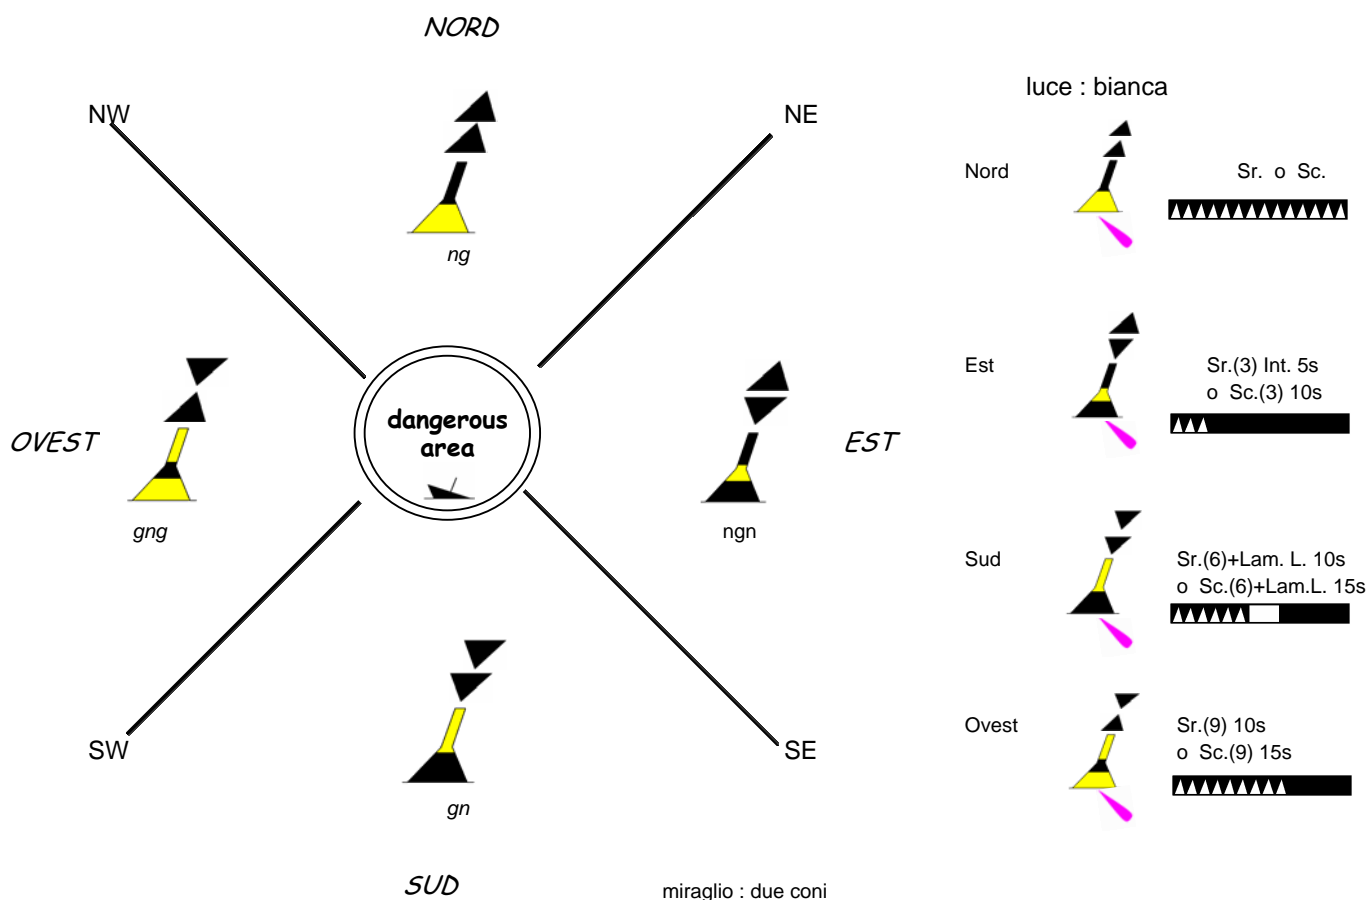 NORD
NW
NE
ng
OVEST
gng
dangerous
area
EST
ngn
SW
SE
gn
SUD
miraglio : due coni
luce : bianca
Nord
Sr. o Sc.
Est
Sr.(3) Int. 5s
o Sc.(3) 10s
Sud
Sr.(6)+Lam. L. 10s
o Sc.(6)+Lam.L. 15s
Ovest
Sr.(9) 10s
o Sc.(9) 15s